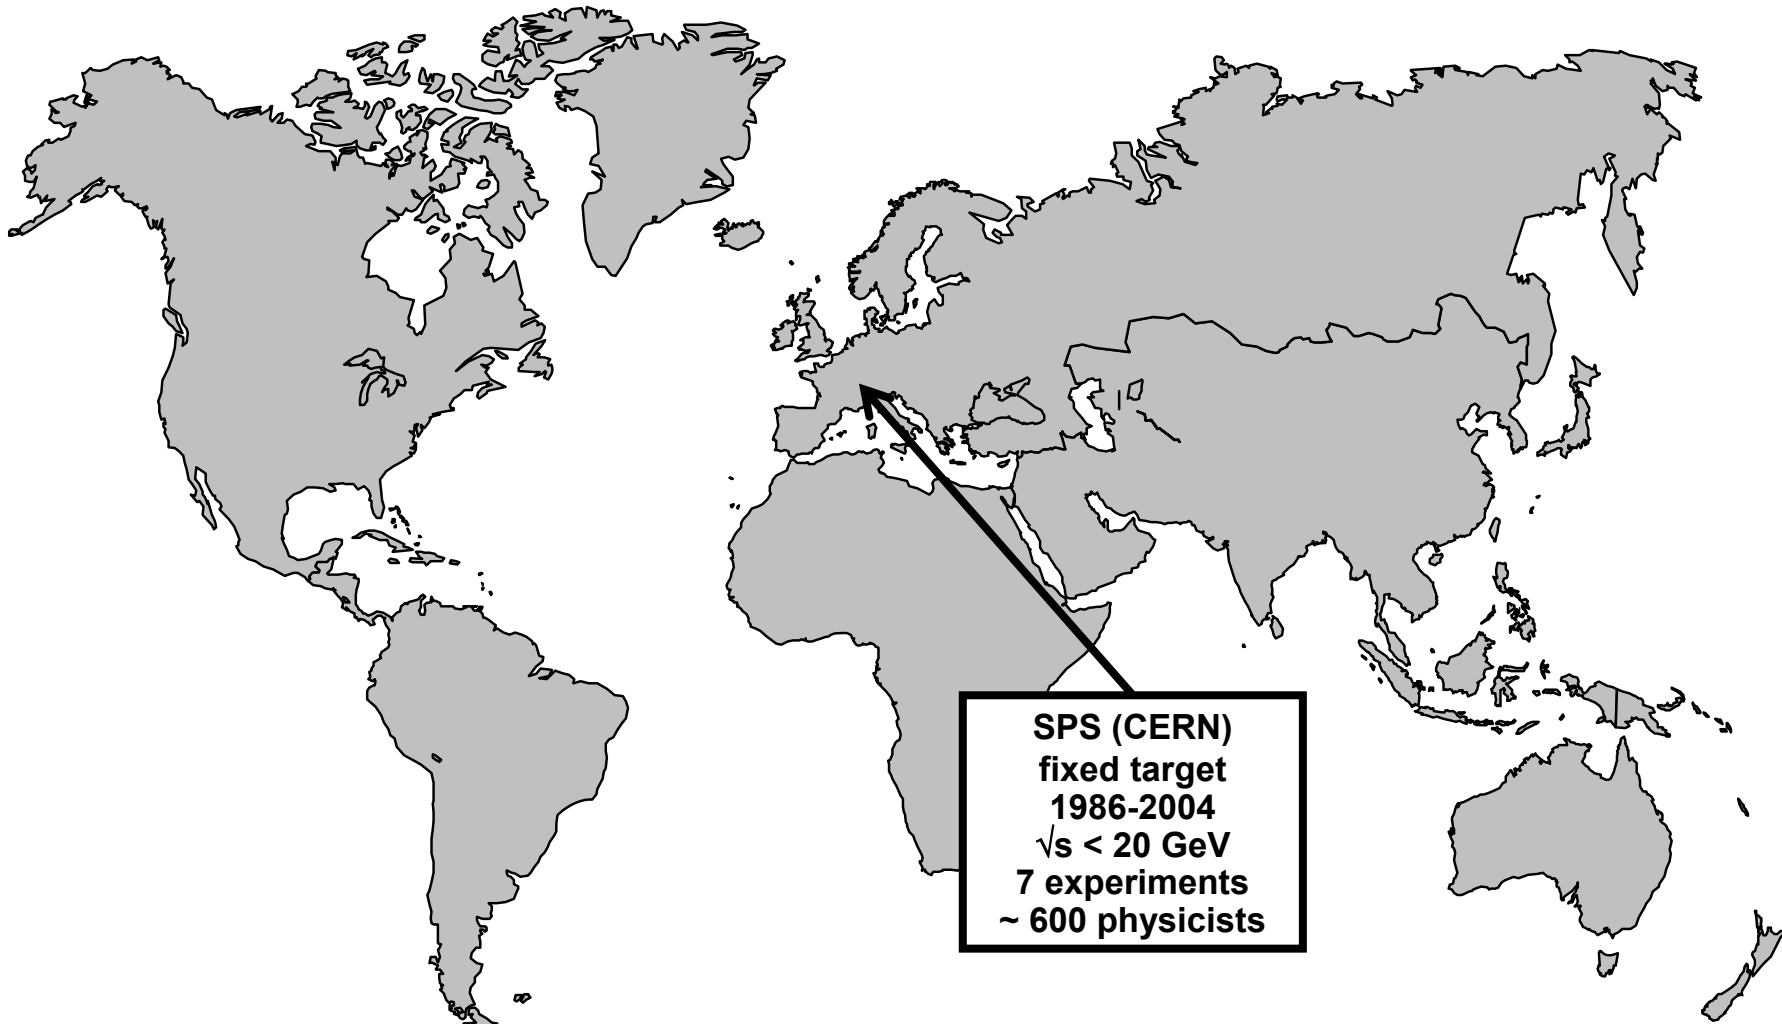 SPS (CERN)
fixed target
1986-2004
√s < 20 GeV
7 experiments
~ 600 physicists